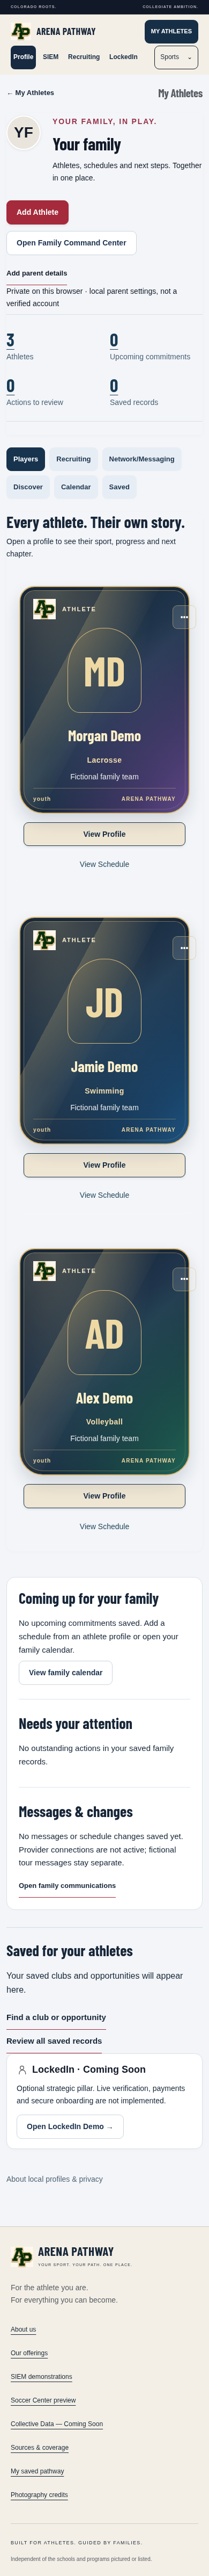 COLORADO ROOTS. COLLEGIATE AMBITION.
AP ARENA PATHWAY MY ATHLETES
Profile SIEM Recruiting LockedIn Sports
← My Athletes My Athletes
YF
YOUR FAMILY, IN PLAY.
Your family
Athletes, schedules and next steps. Together
in one place.
Add Athlete
Open Family Command Center
Add parent details
Private on this browser · local parent settings, not a
verified account
3 0
Athletes Upcoming commitments
0 0
Actions to review Saved records
Players Recruiting Network/Messaging
Discover Calendar Saved
Every athlete. Their own story.
Open a profile to see their sport, progress and next
chapter.
AP ATHLETE •••
MD
Morgan Demo
Lacrosse
Fictional family team
youth ARENA PATHWAY
View Profile
View Schedule
AP ATHLETE •••
JD
Jamie Demo
Swimming
Fictional family team
youth ARENA PATHWAY
View Profile
View Schedule
AP ATHLETE •••
AD
Alex Demo
Volleyball
Fictional family team
youth ARENA PATHWAY
View Profile
View Schedule
Coming up for your family
No upcoming commitments saved. Add a
schedule from an athlete profile or open your
family calendar.
View family calendar
Needs your attention
No outstanding actions in your saved family
records.
Messages & changes
No messages or schedule changes saved yet.
Provider connections are not active; fictional
tour messages stay separate.
Open family communications
Saved for your athletes
Your saved clubs and opportunities will appear
here.
Find a club or opportunity
Review all saved records
LockedIn · Coming Soon
Optional strategic pillar. Live verification, payments
and secure onboarding are not implemented.
Open LockedIn Demo →
About local profiles & privacy
AP ARENA PATHWAY
YOUR SPORT. YOUR PATH. ONE PLACE.
For the athlete you are.
For everything you can become.
About us
Our offerings
SIEM demonstrations
Soccer Center preview
Collective Data — Coming Soon
Sources & coverage
My saved pathway
Photography credits
BUILT FOR ATHLETES. GUIDED BY FAMILIES.
Independent of the schools and programs pictured or listed.